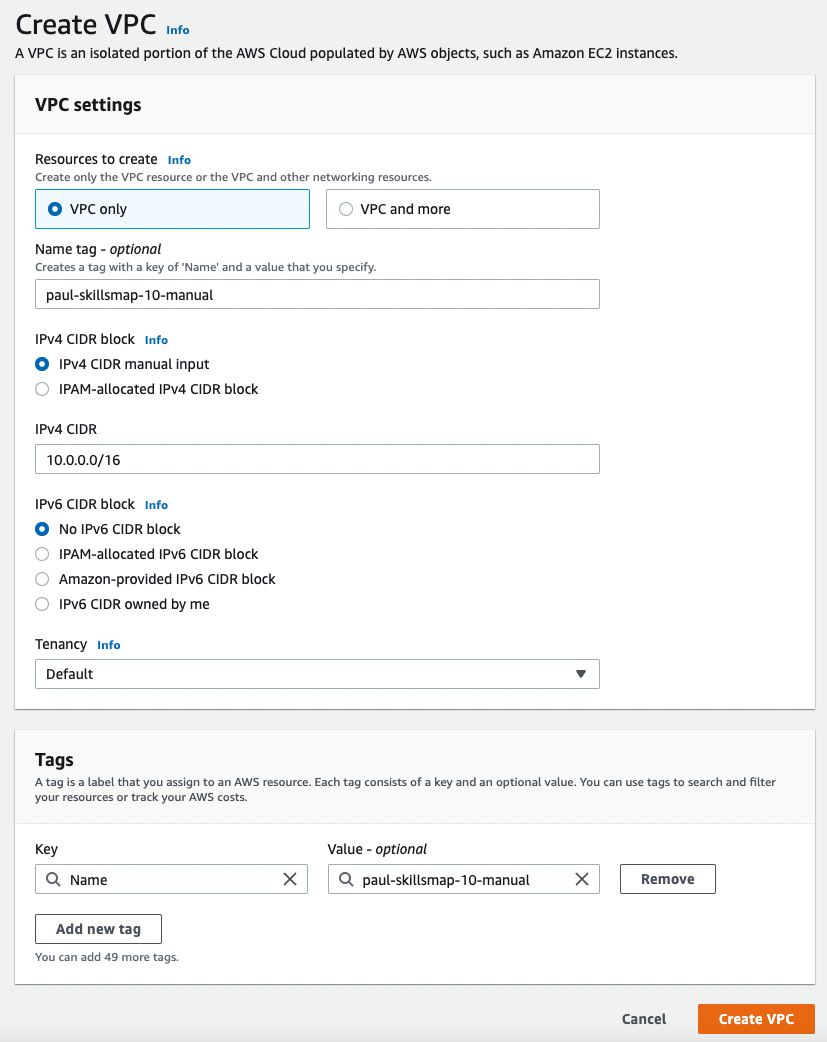 Create VPC Info
A VPC is an isolated portion of the AWS Cloud populated by AWS objects, such as Amazon EC2 instances.
VPC settings
Resources to create Info
Create only the VPC resource or the VPC and other networking resources.
VPC only
VPC and more
Name tag - optional
Creates a tag with a key of 'Name' and a value that you specify.
paul-skillsmap-10-manual
IPv4 CIDR block Info
IPv4 CIDR manual input
IPAM-allocated IPv4 CIDR block
IPv4 CIDR
10.0.0.0/16
IPv6 CIDR block Info
No IPv6 CIDR block
IPAM-allocated IPv6 CIDR block
Amazon-provided IPv6 CIDR block
IPv6 CIDR owned by me
Tenancy Info
Default
Tags
A tag is a label that you assign to an AWS resource. Each tag consists of a key and an optional value. You can use tags to search and filter
your resources or track your AWS costs.
Key
Value - optional
Name
paul-skillsmap-10-manual
Remove
Add new tag
You can add 49 more tags.
Cancel
Create VPC